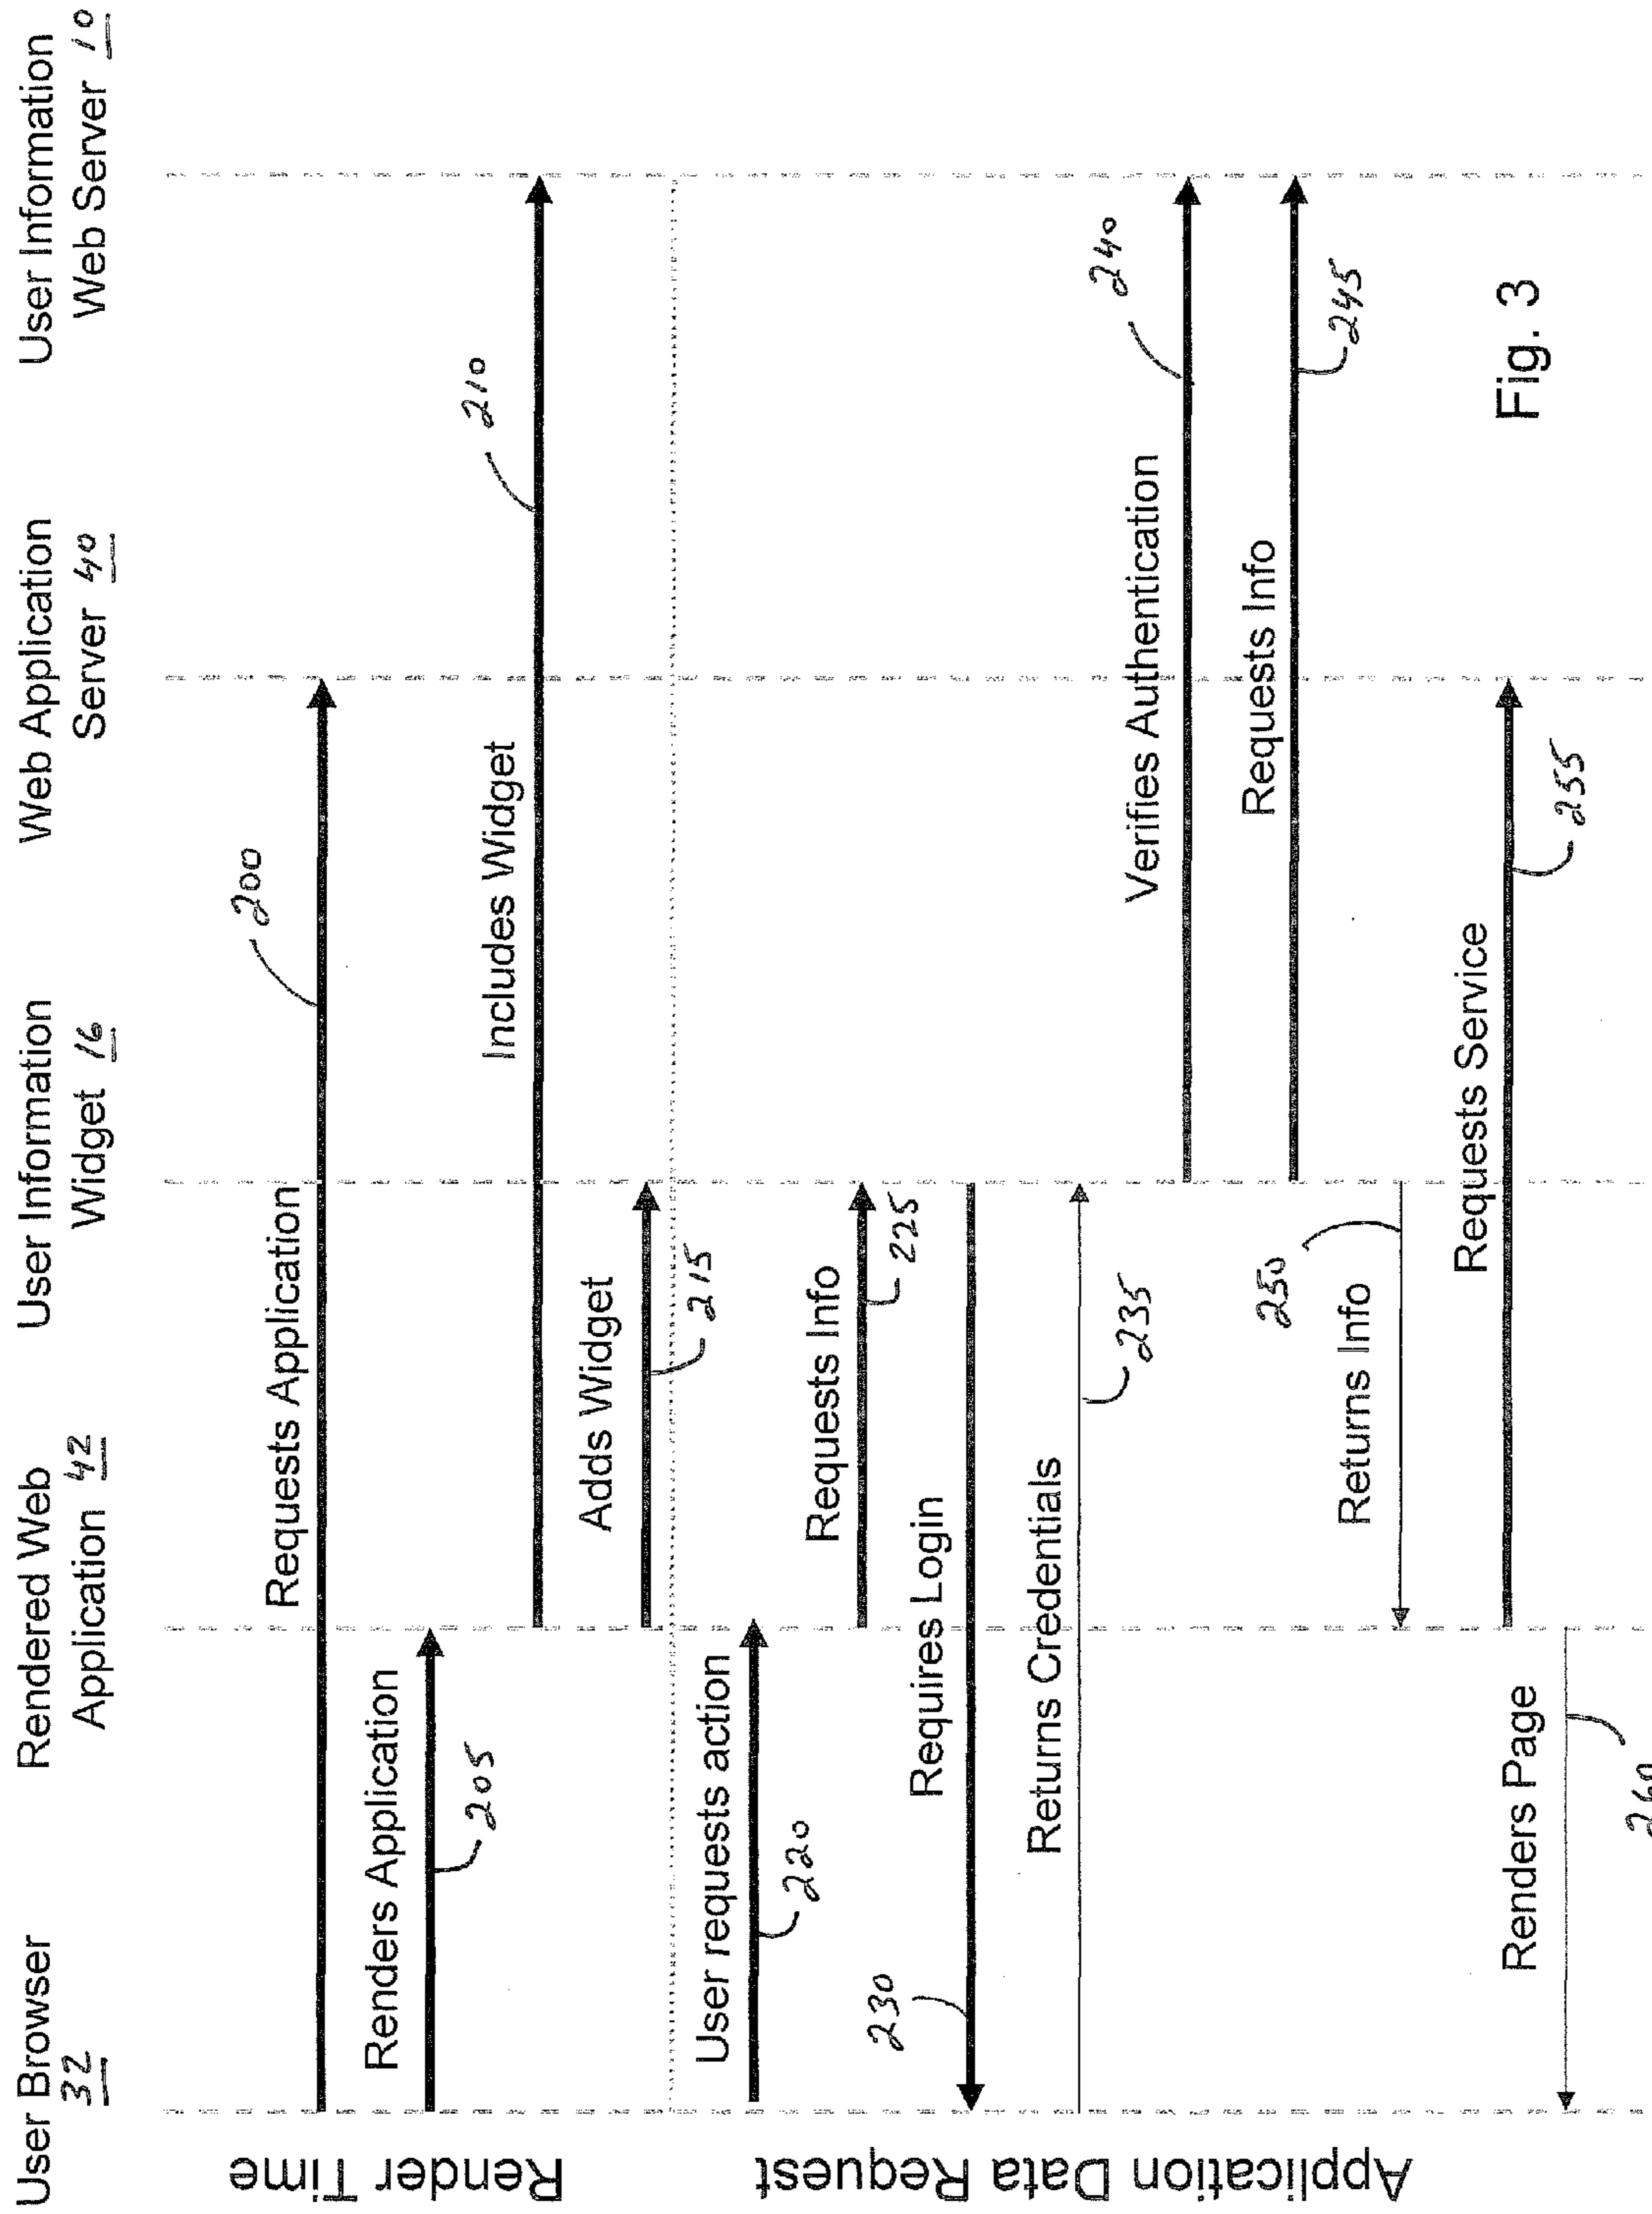 User Browser
32
Rendered Web
Application 42
User Information
Widget 16
Web Application
Server 40
User Information
Web Server 10
Render Time
Requests Application
200
Renders Application
205
Includes Widget
210
Adds Widget
215
Application Data Request
User requests action
220
Requests Info
225
Requires Login
230
Returns Credentials
235
Verifies Authentication
240
Requests Info
245
Returns Info
250
Requests Service
255
Renders Page
260
Fig. 3